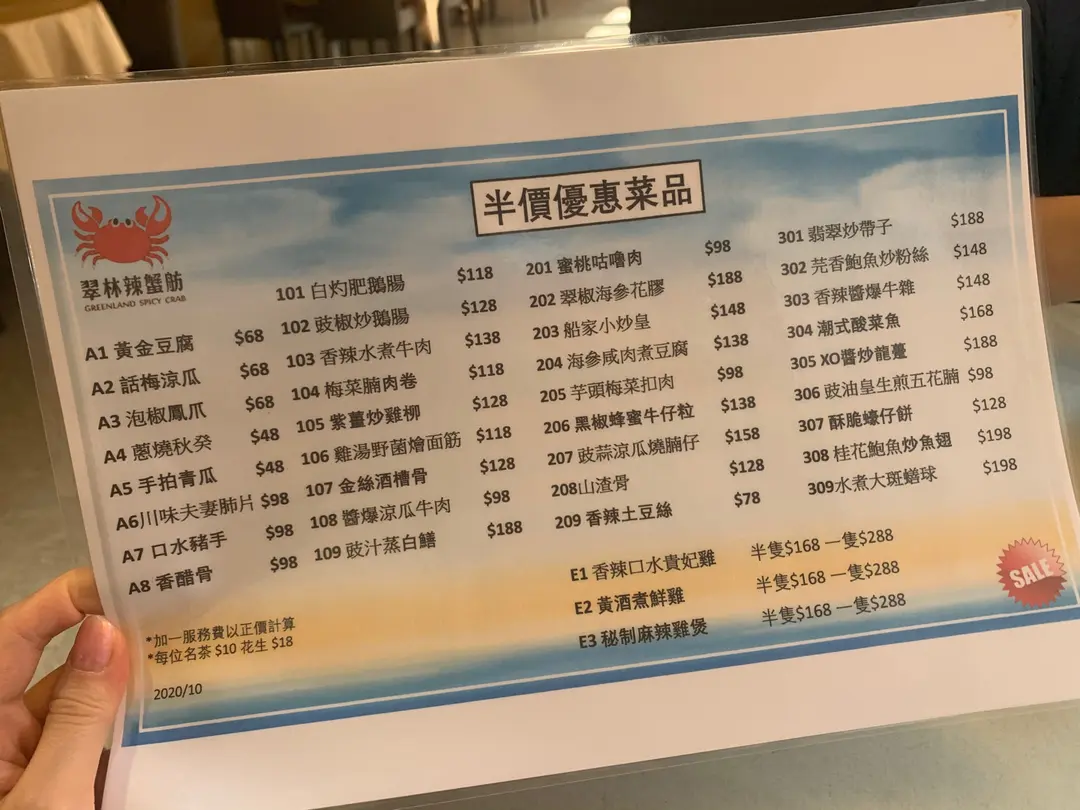 半價優惠菜品
翠林辣蟹舫
GREENLAND SPICY CRAB
A1 黃金豆腐 $68
A2 話梅涼瓜 $68
A3 泡椒鳳爪 $68
A4 蔥燒秋葵 $48
A5 手拍青瓜 $48
A6川味夫妻肺片 $98
A7 口水豬手 $98
A8 香醋骨 $98
101 白灼肥鵝腸 $118
102 豉椒炒鵝腸 $128
103 香辣水煮牛肉 $138
104 梅菜腩肉卷 $118
105 紫薑炒雞柳 $128
106 雞湯野菌燴面筋 $118
107 金絲酒槽骨 $128
108 醬爆涼瓜牛肉 $98
109 豉汁蒸白鱔 $188
201 蜜桃咕嚕肉 $98
202 翠椒海參花膠 $188
203 船家小炒皇 $148
204 海參咸肉煮豆腐 $138
205 芋頭梅菜扣肉 $98
206 黑椒蜂蜜牛仔粒 $138
207 豉蒜涼瓜燒腩仔 $158
208山渣骨 $128
209 香辣土豆絲 $78
301 翡翠炒帶子 $188
302 芫香鮑魚炒粉絲 $148
303 香辣醬爆牛雜 $148
304 潮式酸菜魚 $168
305 XO醬炒龍躉 $188
306 豉油皇生煎五花腩 $98
307 酥脆蠔仔餅 $128
308 桂花鮑魚炒魚翅 $198
309水煮大斑鱔球 $198
E1 香辣口水貴妃雞 半隻$168 一隻$288
E2 黃酒煮鮮雞 半隻$168 一隻$288
E3 秘制麻辣雞煲 半隻$168 一隻$288
*加一服務費以正價計算
*每位名茶 $10 花生 $18
2020/10
SALE